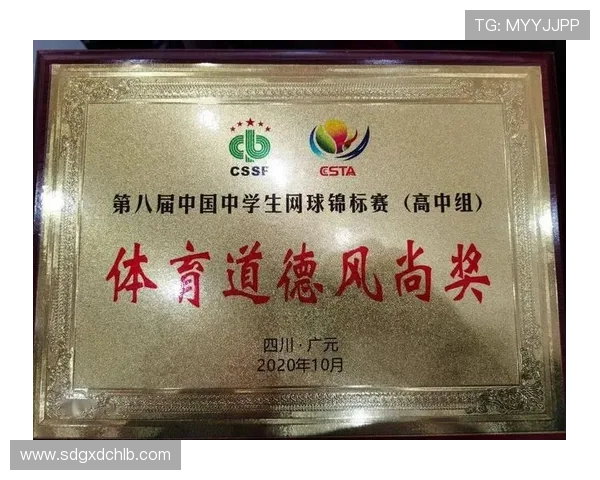 TG: MYYJJPP
CSSF CSTA
第八届中国中学生网球锦标赛（高中组）
体育道德风尚奖
四川·广元
2020年10月
www.sdgxdchlb.com